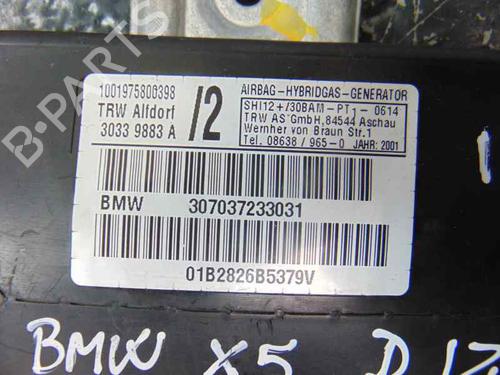 1001975800398
TRW Alfdorf
3033 9883 A
/2
AIRBAG-HYBRIDGAS-GENERATOR
SHI12+/30BAM-PT1-0614
TRW AS GmbH, 84544 Aschau
Wernher von Braun Str.1
Tel. 08638/965-0 JAHR: 2001
BMW 307037233031
01B2826B5379V
BMW X5 D
B-PARTS